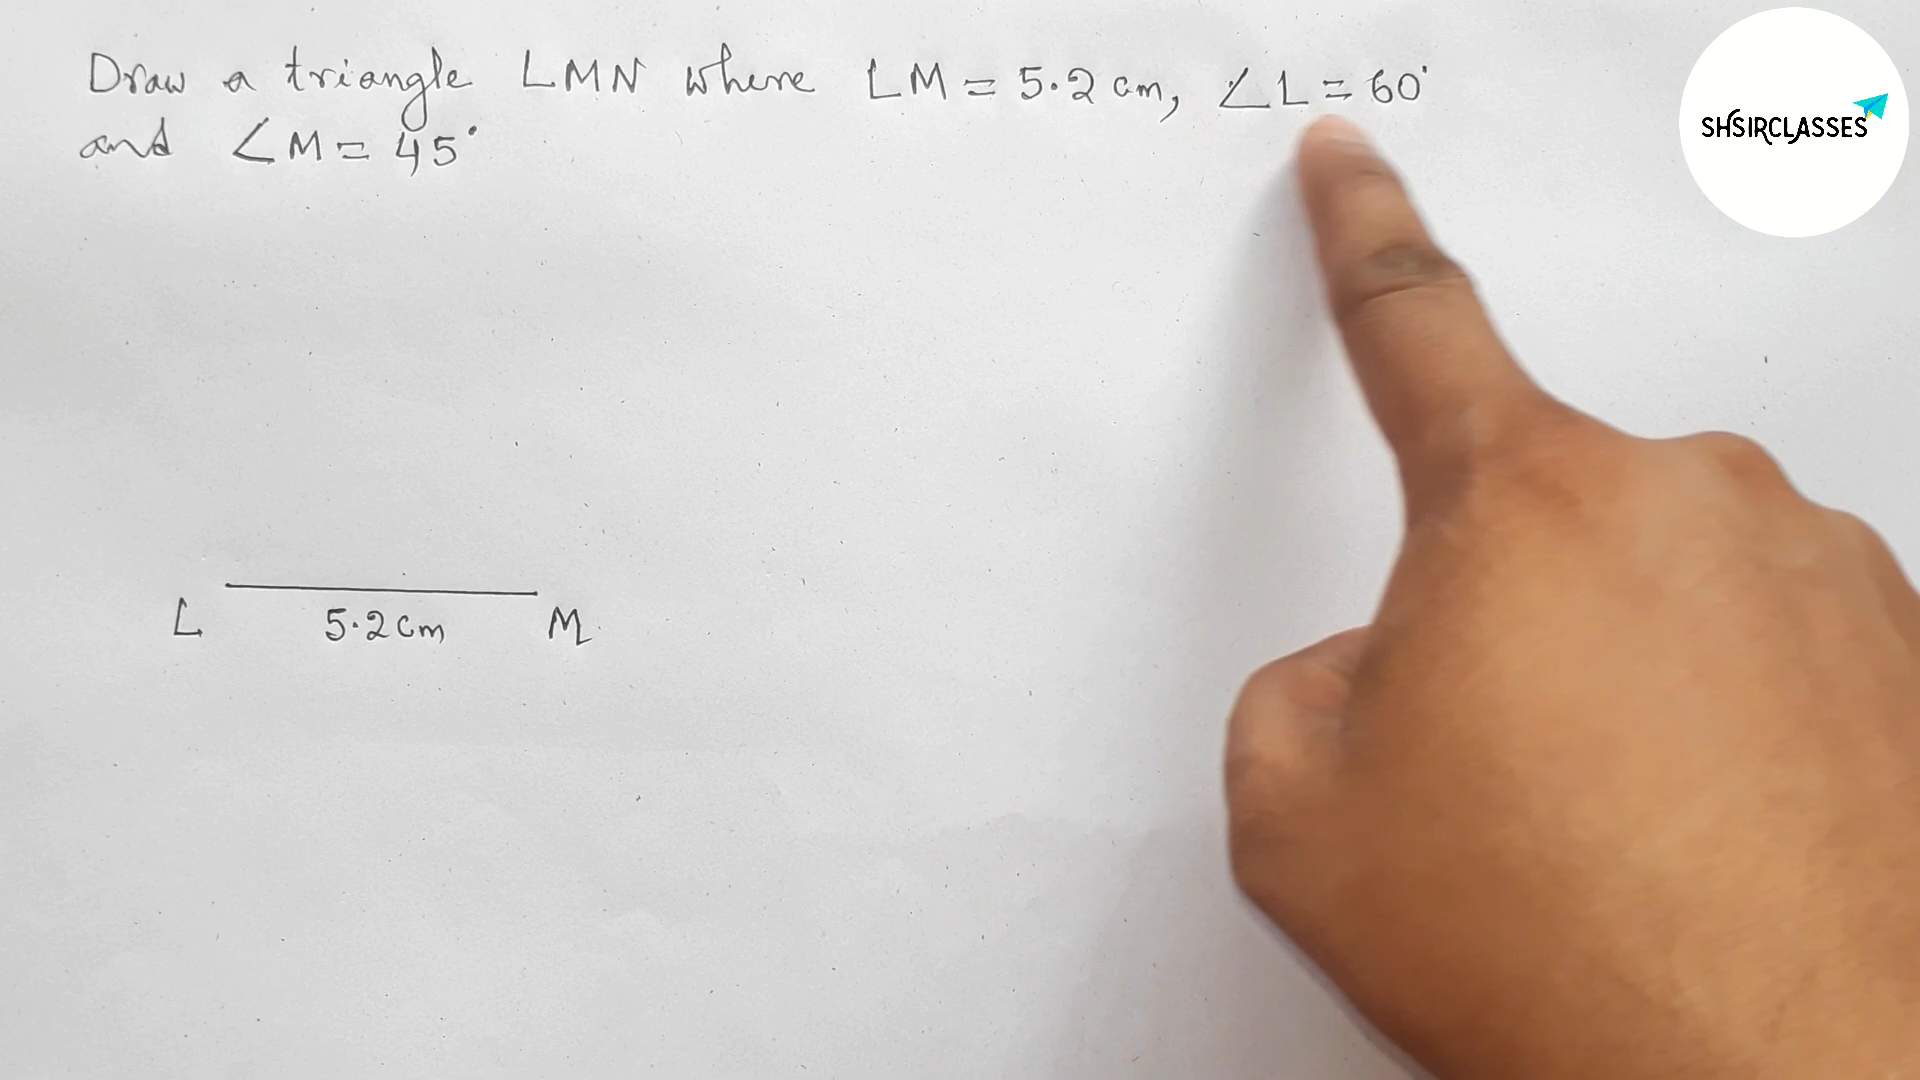 Draw a triangle LMN where LM = 5.2 cm, ∠L = 60°
and ∠M = 45°
SHSIRCLASSES
L 5.2cm M